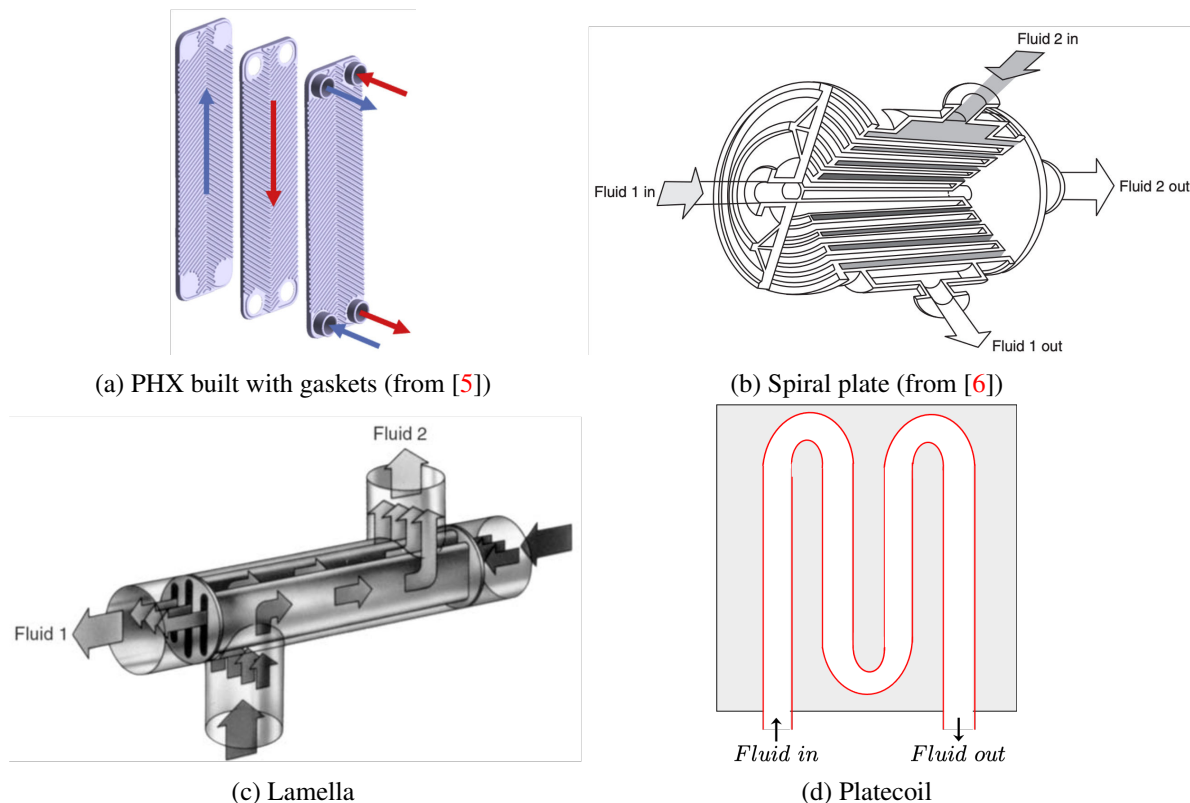 Fluid 2 in
Fluid 1 in
Fluid 2 out
Fluid 1 out
(a) PHX built with gaskets (from [5])
(b) Spiral plate (from [6])
Fluid 2
Fluid 1
Fluid in
Fluid out
(c) Lamella
(d) Platecoil